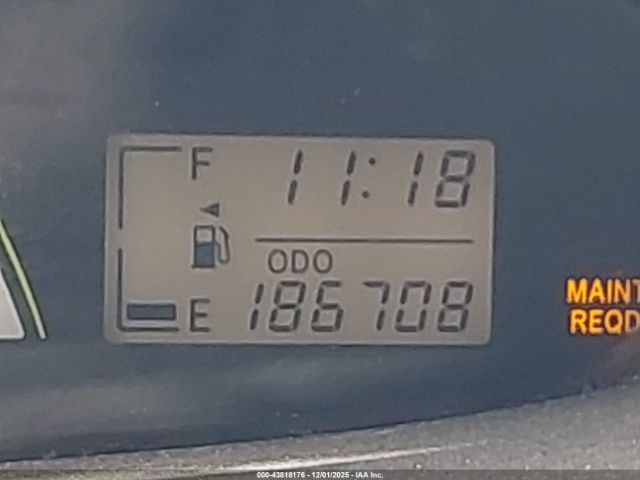 F 11:18
ODO
E 186708
MAINT
REQD
000-43818176 - 12/01/2025 - IAA Inc.